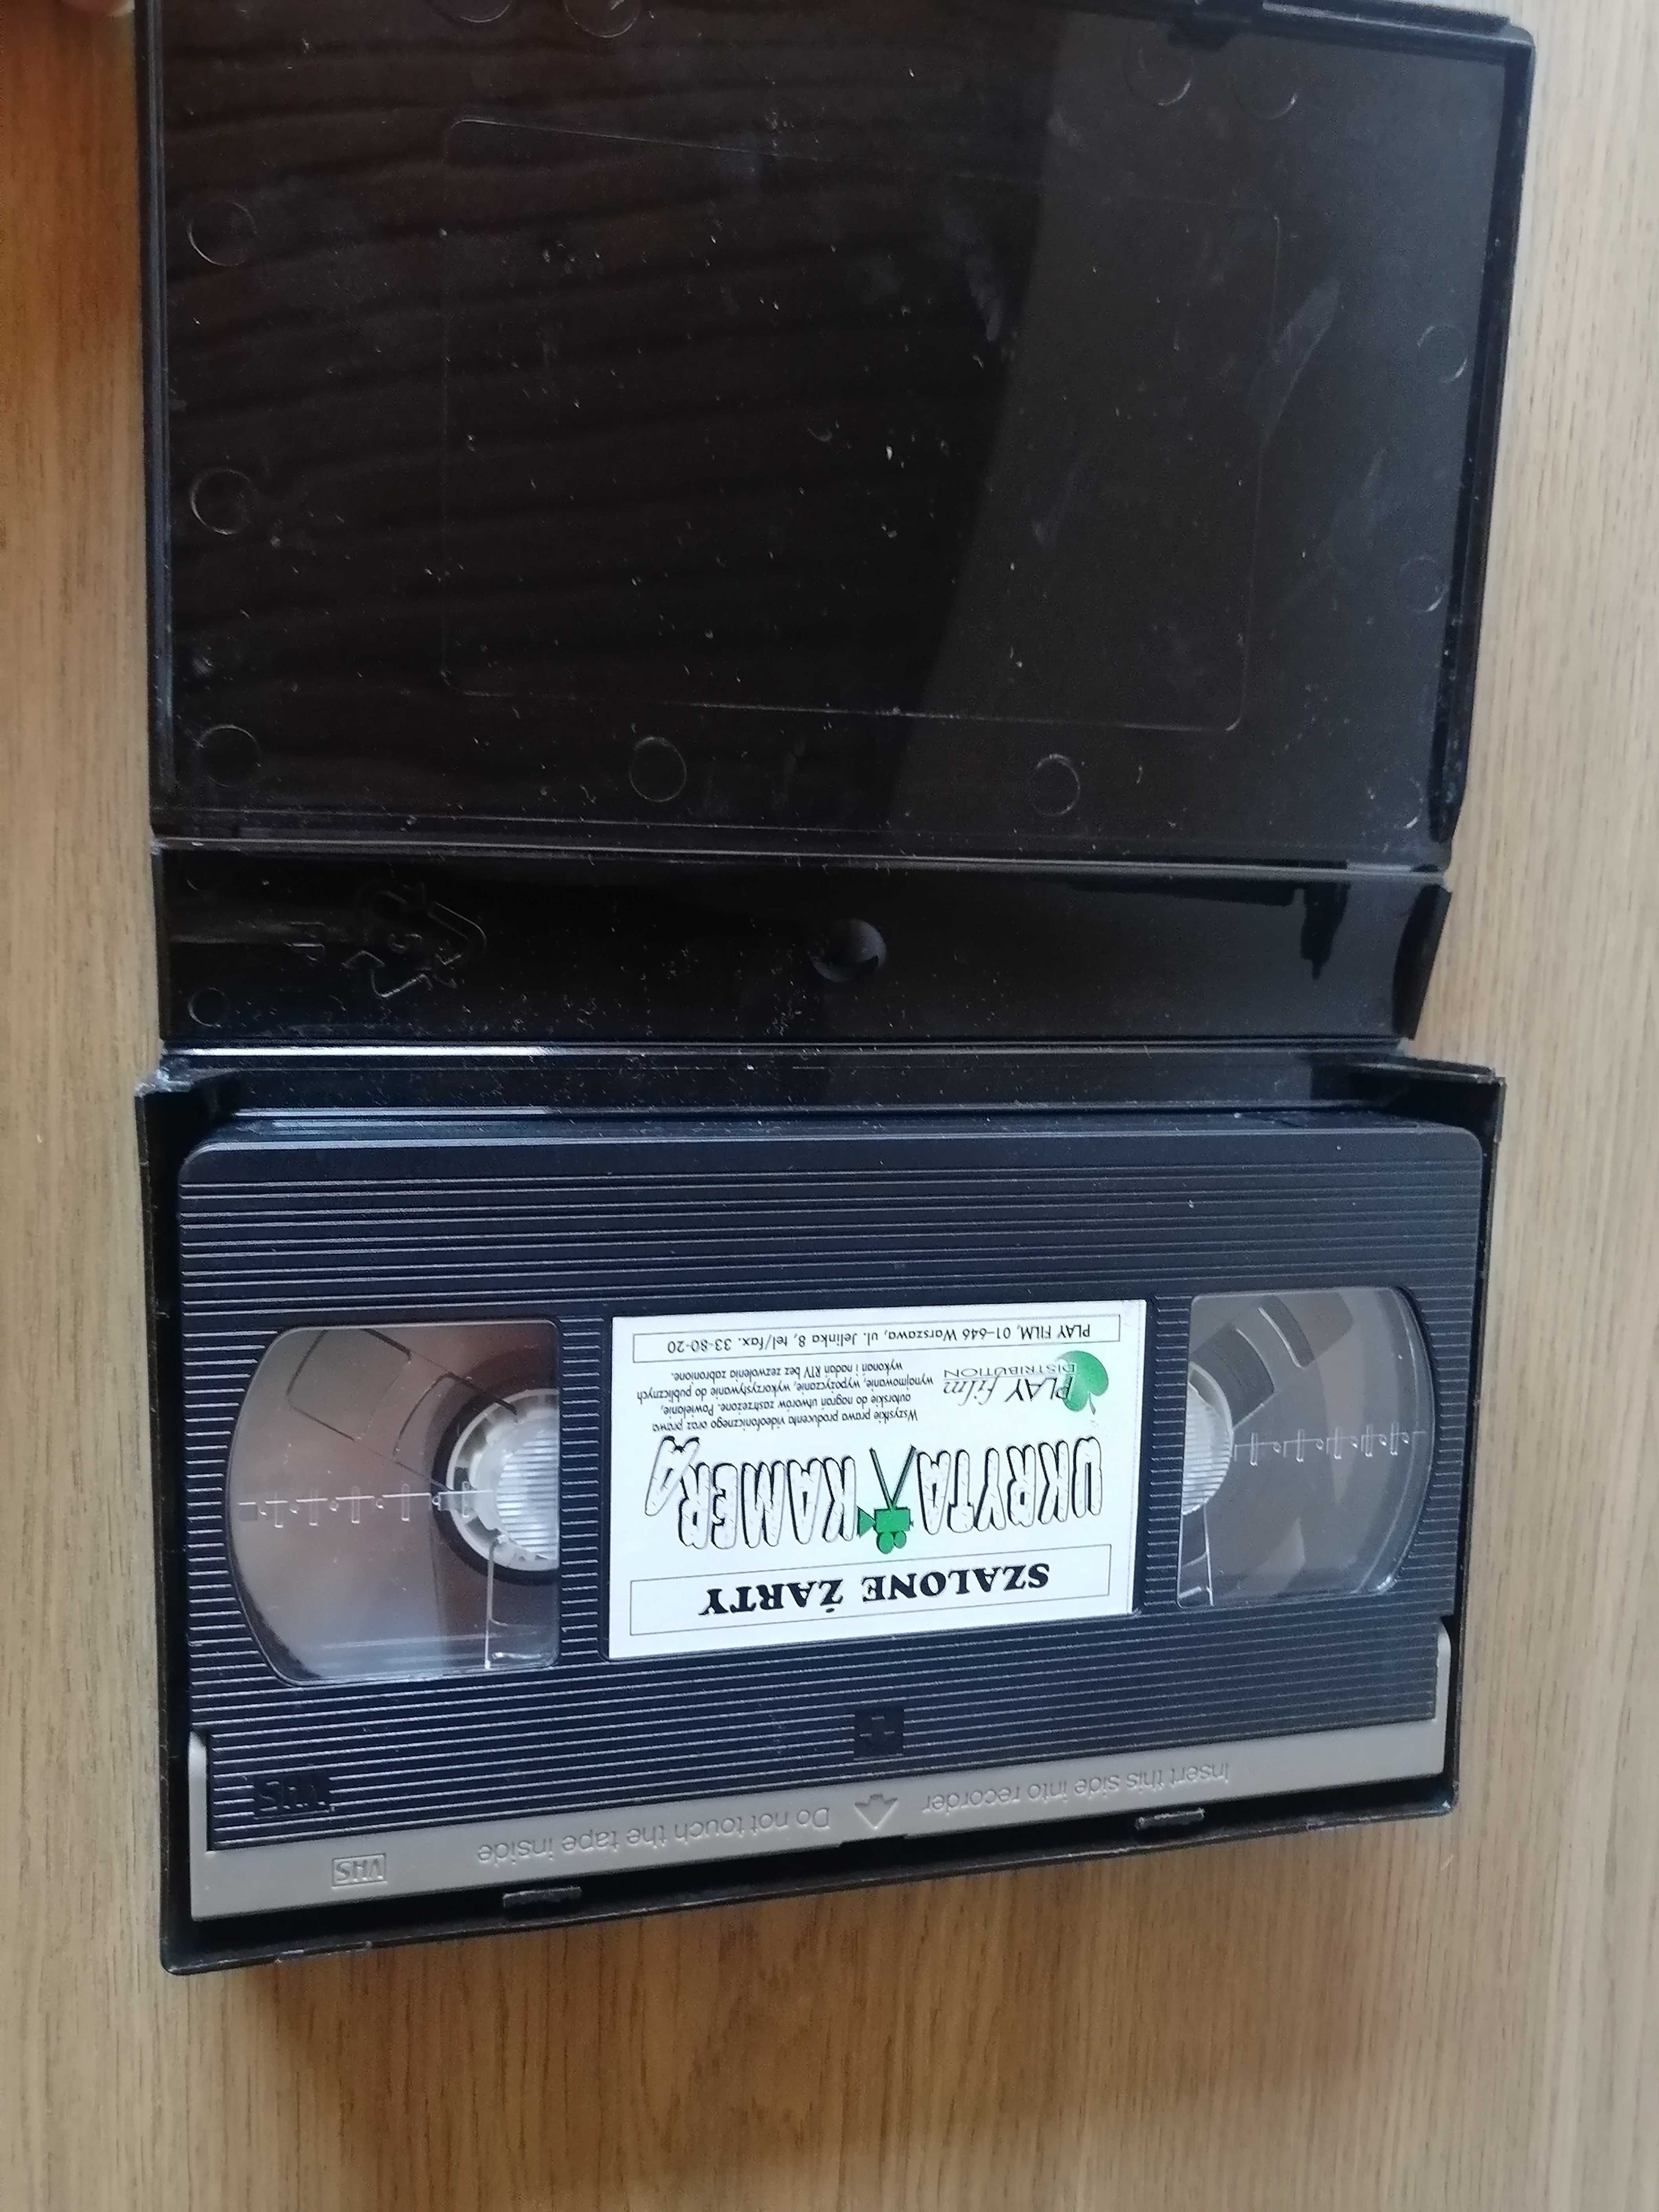 SZALONE ŻARTY
UKRYTA KAMERA
PLAY film
DISTRIBUTION
Wszystkie prawa producenta videofonicznego oraz prawa
autorskie do nagrań utworów zastrzeżone. Powielanie,
wynajmowanie, wypożyczanie, wykorzystywanie do publicznych
wykonań i nadań RTV bez zezwolenia zabronione.
PLAY FILM, 01-646 Warszawa, ul. Jelinka 8, tel/fax. 33-80-20
VHS
Insert this side into recorder
Do not touch the tape inside
VHS
PP